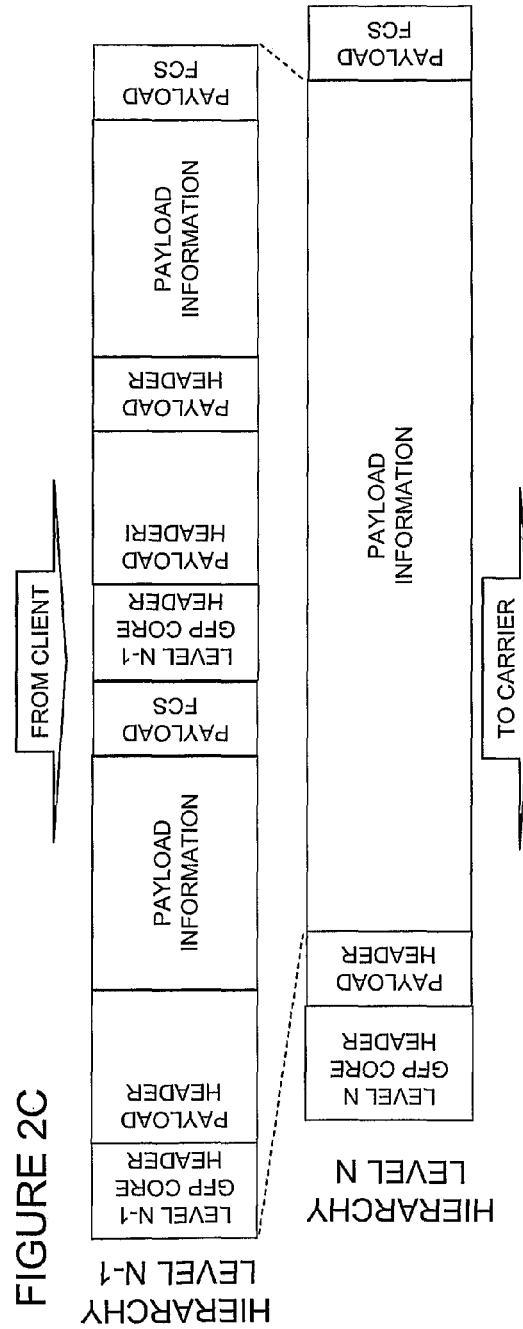 FIGURE 2C
FROM CLIENT
HIERARCHY
LEVEL N-1
LEVEL N-1
GFP CORE
HEADER
PAYLOAD
HEADER
PAYLOAD
INFORMATION
PAYLOAD
FCS
LEVEL N-1
GFP CORE
HEADER
PAYLOAD
HEADERI
PAYLOAD
HEADER
PAYLOAD
INFORMATION
PAYLOAD
FCS
HIERARCHY
LEVEL N
LEVEL N
GFP CORE
HEADER
PAYLOAD
HEADER
PAYLOAD
INFORMATION
PAYLOAD
FCS
TO CARRIER